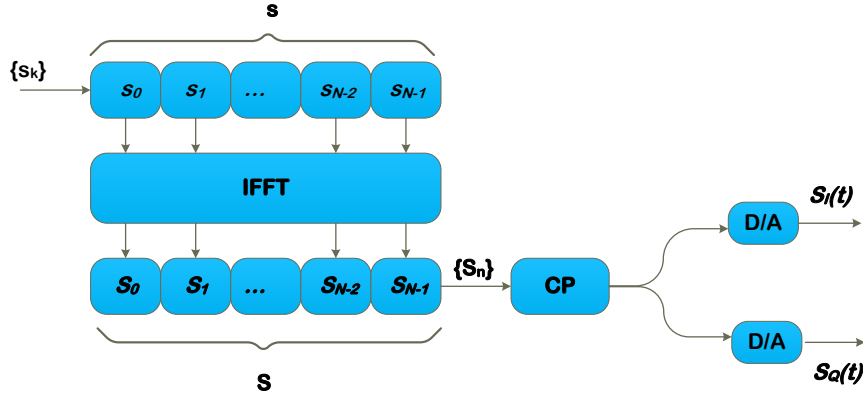 s
{sk}
s0 s1 ... sN-2 sN-1
IFFT
S0 S1 ... SN-2 SN-1
{Sn}
CP
D/A
SI(t)
D/A
SQ(t)
S